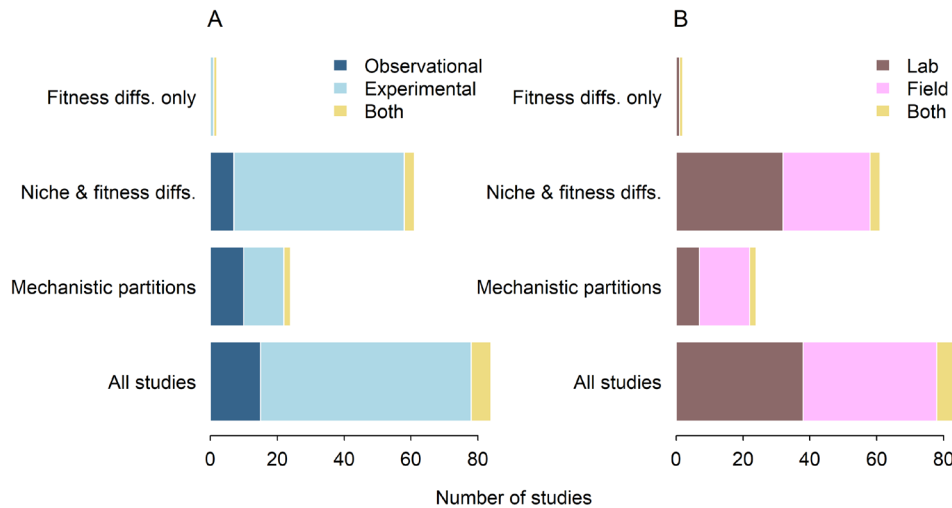 A
Observational
Experimental
Both
Fitness diffs. only
Niche & fitness diffs.
Mechanistic partitions
All studies
0 20 40 60 80
B
Lab
Field
Both
Fitness diffs. only
Niche & fitness diffs.
Mechanistic partitions
All studies
0 20 40 60 80
Number of studies